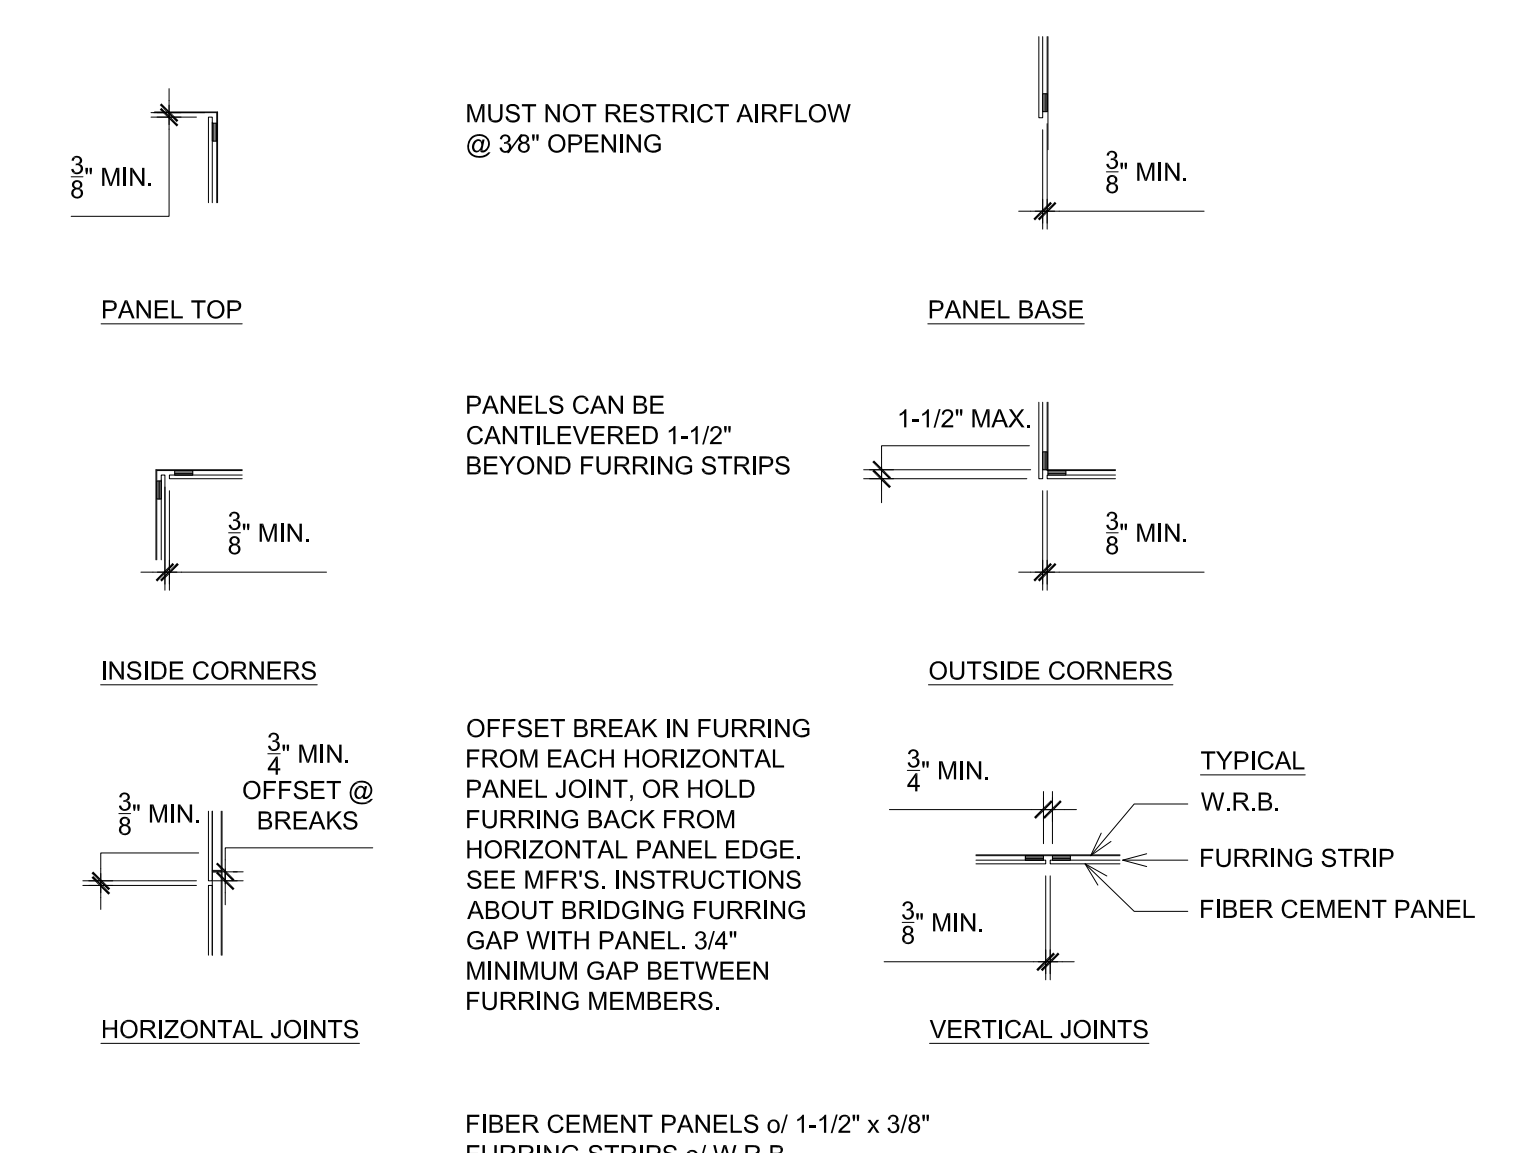 MUST NOT RESTRICT AIRFLOW
@ 3/8" OPENING
3/8" MIN.
3/8" MIN.
PANEL TOP
PANEL BASE
PANELS CAN BE
CANTILEVERED 1-1/2"
BEYOND FURRING STRIPS
1-1/2" MAX.
3/8" MIN.
3/8" MIN.
INSIDE CORNERS
OUTSIDE CORNERS
3/4" MIN.
OFFSET @
BREAKS
3/8" MIN.
OFFSET BREAK IN FURRING
FROM EACH HORIZONTAL
PANEL JOINT, OR HOLD
FURRING BACK FROM
HORIZONTAL PANEL EDGE.
SEE MFR'S. INSTRUCTIONS
ABOUT BRIDGING FURRING
GAP WITH PANEL. 3/4"
MINIMUM GAP BETWEEN
FURRING MEMBERS.
3/4" MIN.
TYPICAL
W.R.B.
FURRING STRIP
FIBER CEMENT PANEL
3/8" MIN.
HORIZONTAL JOINTS
VERTICAL JOINTS
FIBER CEMENT PANELS o/ 1-1/2" x 3/8"
FURRING STRIPS o/ W.R.B.